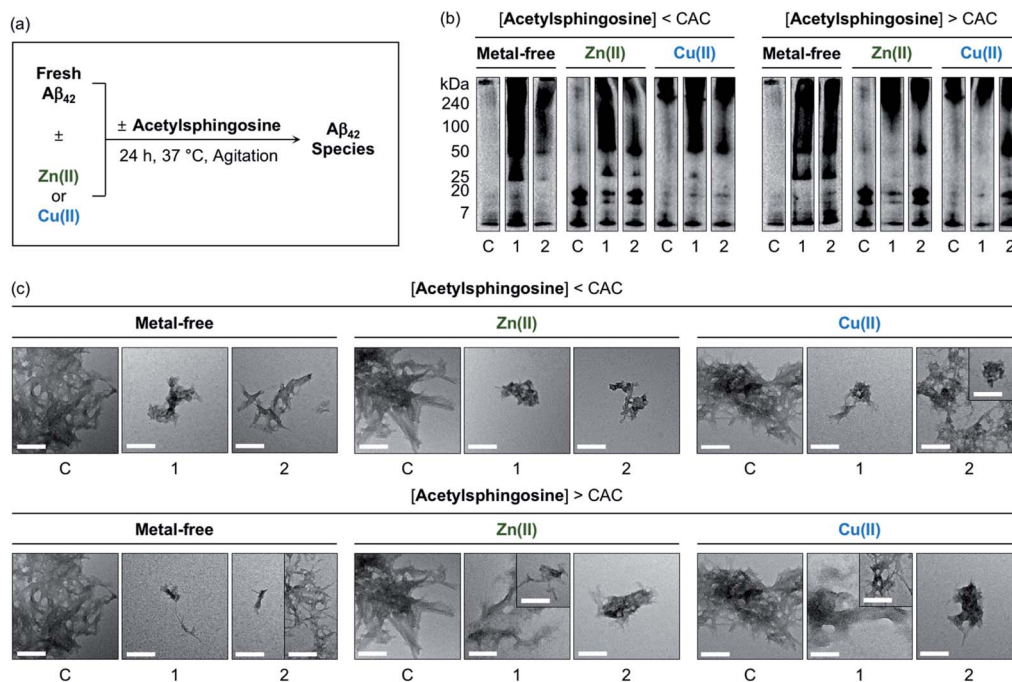 (a)
Fresh
Aβ42
±
Zn(II)
or
Cu(II)
± Acetylsphingosine
24 h, 37 °C, Agitation
Aβ42
Species
(b)
[Acetylsphingosine] < CAC
[Acetylsphingosine] > CAC
Metal-free Zn(II) Cu(II)
Metal-free Zn(II) Cu(II)
kDa
240
100
50
25
20
7
C 1 2 C 1 2 C 1 2
C 1 2 C 1 2 C 1 2
(c)
[Acetylsphingosine] < CAC
Metal-free Zn(II) Cu(II)
C 1 2 C 1 2 C 1 2
[Acetylsphingosine] > CAC
Metal-free Zn(II) Cu(II)
C 1 2 C 1 2 C 1 2